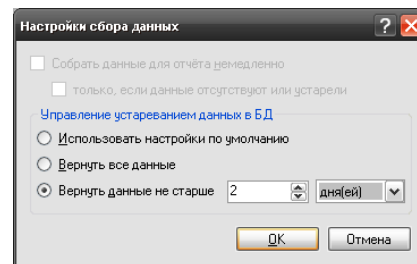 Настройки сбора данных
Собрать данные для отчёта немедленно
только, если данные отсутствуют или устарели
Управление устареванием данных в БД
Использовать настройки по умолчанию
Вернуть все данные
Вернуть данные не старше 2 дня(ей)
OK Отмена